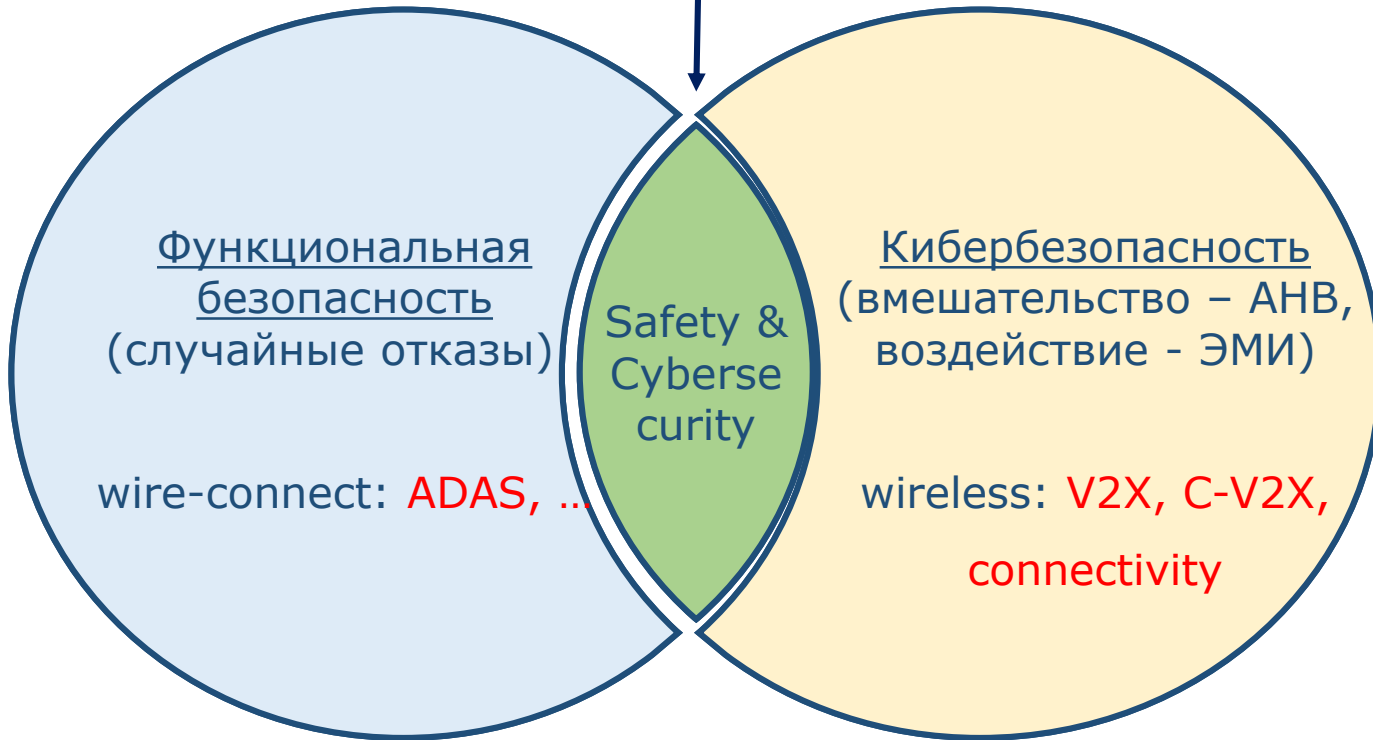 Функциональная
безопасность
(случайные отказы)
wire-connect: ADAS, ...
Safety &
Cyberse
curity
Кибербезопасность
(вмешательство – АНВ,
воздействие - ЭМИ)
wireless: V2X, C-V2X,
connectivity